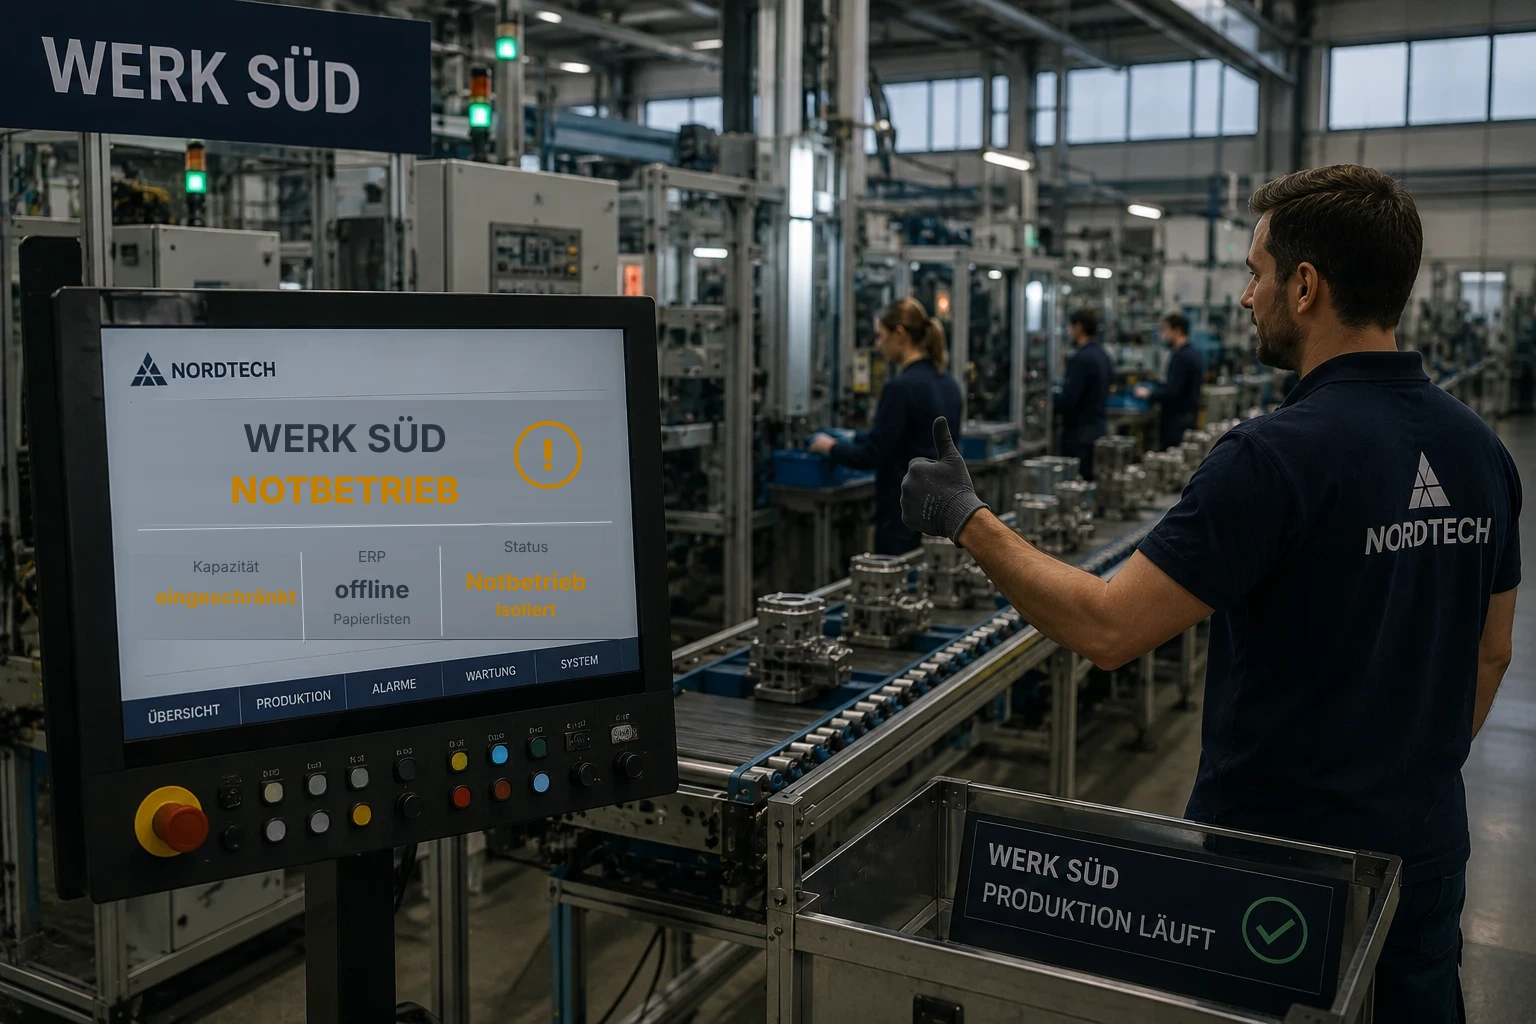 WERK SÜD
NORDTECH
WERK SÜD
NOTBETRIEB
!
Kapazität
eingeschränkt
ERP
offline
Papierlisten
Status
Notbetrieb
isoliert
ÜBERSICHT
PRODUKTION
ALARME
WARTUNG
SYSTEM
NORDTECH
WERK SÜD
PRODUKTION LÄUFT